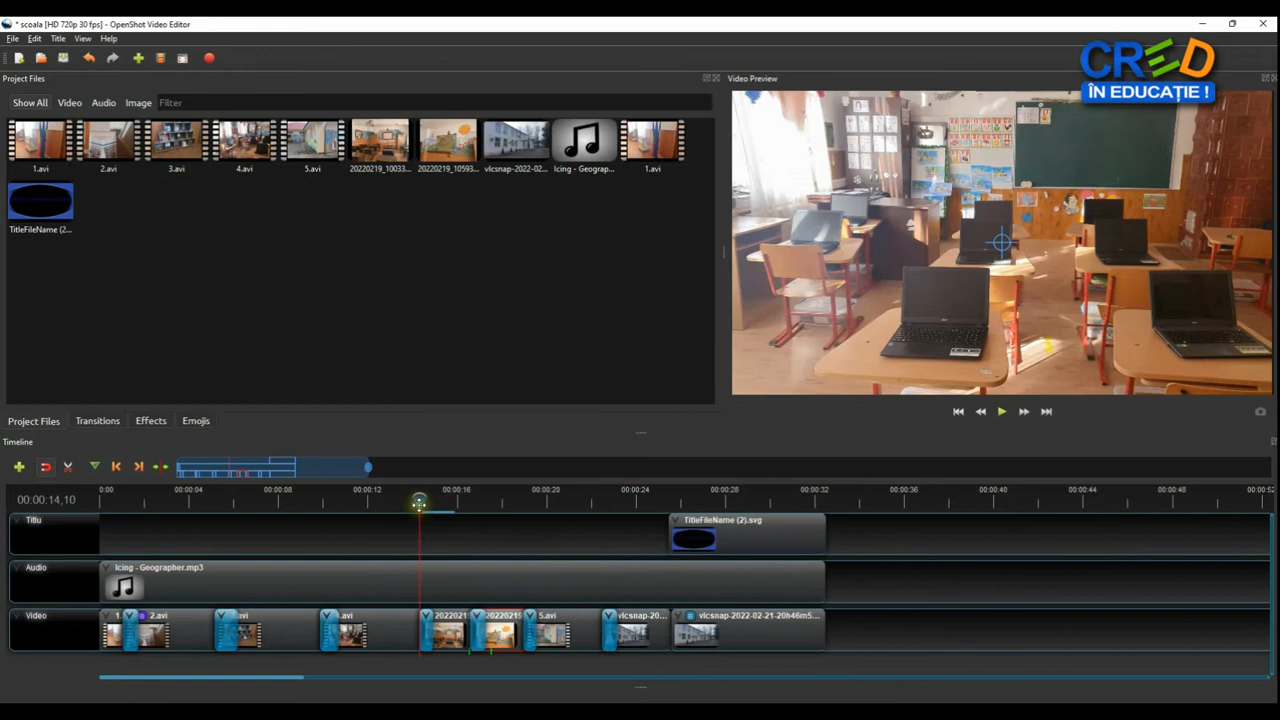 * scoala [HD 720p 30 fps] - OpenShot Video Editor
File Edit Title View Help
CRED
ÎN EDUCAȚIE !
Project Files
Video Preview
Show All Video Audio Image Filter
1.avi 2.avi 3.avi 4.avi 5.avi 20220219_10033... 20220219_10593... vlcsnap-2022-02... Icing - Geograp... 1.avi
TitleFileName (2...
Project Files Transitions Effects Emojis
Timeline
00:00:14,10 0:00 00:00:04 00:00:08 00:00:12 00:00:16 00:00:20 00:00:24 00:00:28 00:00:32 00:00:36 00:00:40 00:00:44 00:00:48 00:00:52
Titlu TitleFileName (2).svg
Audio Icing - Geographer.mp3
Video 1. 2.avi .avi .avi 2022021 20220219 5.avi vlcsnap-20... vlcsnap-2022-02-21-20h46m5...